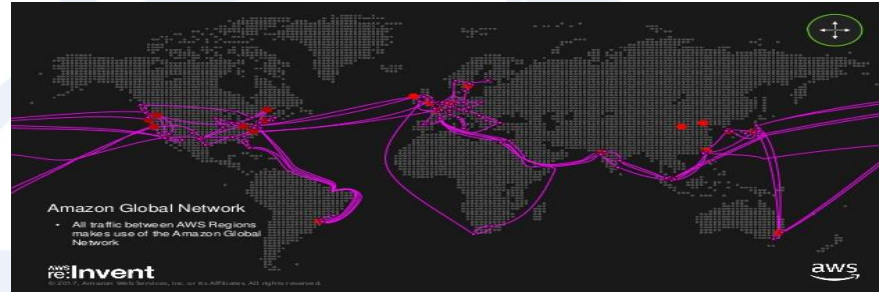 Amazon Global Network
• All traffic between AWS Regions
makes use of the Amazon Global
Network
AWS
re:Invent
aws
© 2017, Amazon Web Services, Inc. or its Affiliates. All rights reserved.